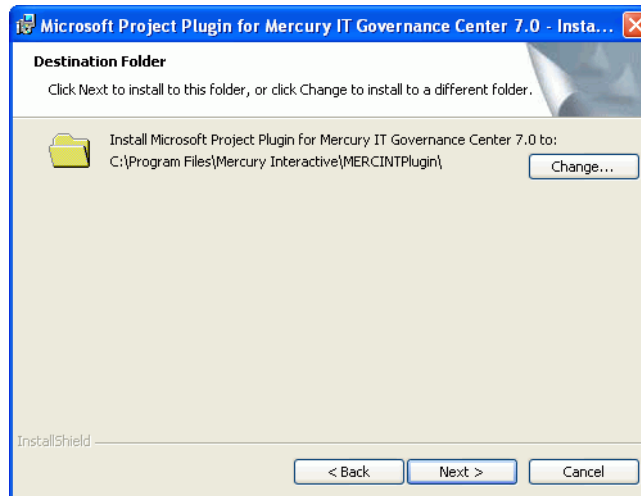 Microsoft Project Plugin for Mercury IT Governance Center 7.0 - Insta...
Destination Folder
Click Next to install to this folder, or click Change to install to a different folder.
Install Microsoft Project Plugin for Mercury IT Governance Center 7.0 to:
C:\Program Files\Mercury Interactive\MERCINTPlugin\
Change...
InstallShield
< Back
Next >
Cancel